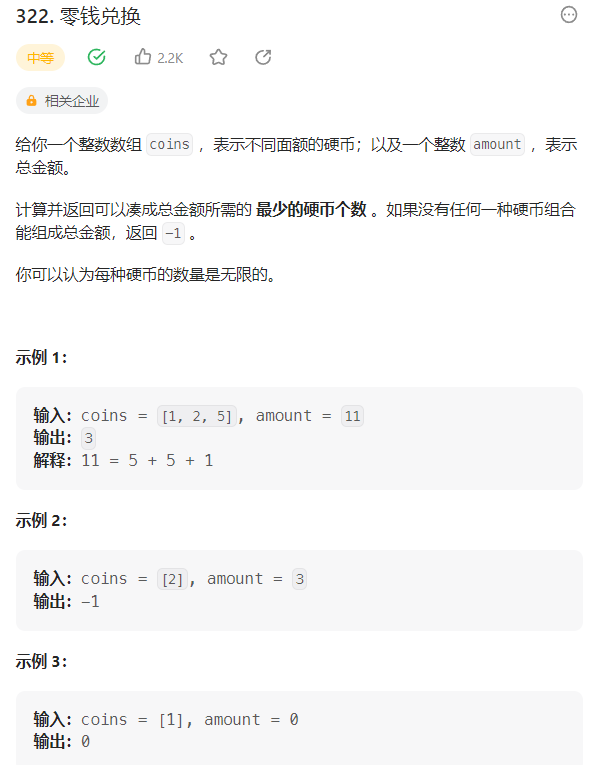 322. 零钱兑换
中等 2.2K
相关企业
给你一个整数数组 coins ，表示不同面额的硬币；以及一个整数 amount ，表示
总金额。
计算并返回可以凑成总金额所需的 最少的硬币个数 。如果没有任何一种硬币组合
能组成总金额，返回 -1 。
你可以认为每种硬币的数量是无限的。
示例 1：
输入：coins = [1, 2, 5], amount = 11
输出：3
解释：11 = 5 + 5 + 1
示例 2：
输入：coins = [2], amount = 3
输出：-1
示例 3：
输入：coins = [1], amount = 0
输出：0